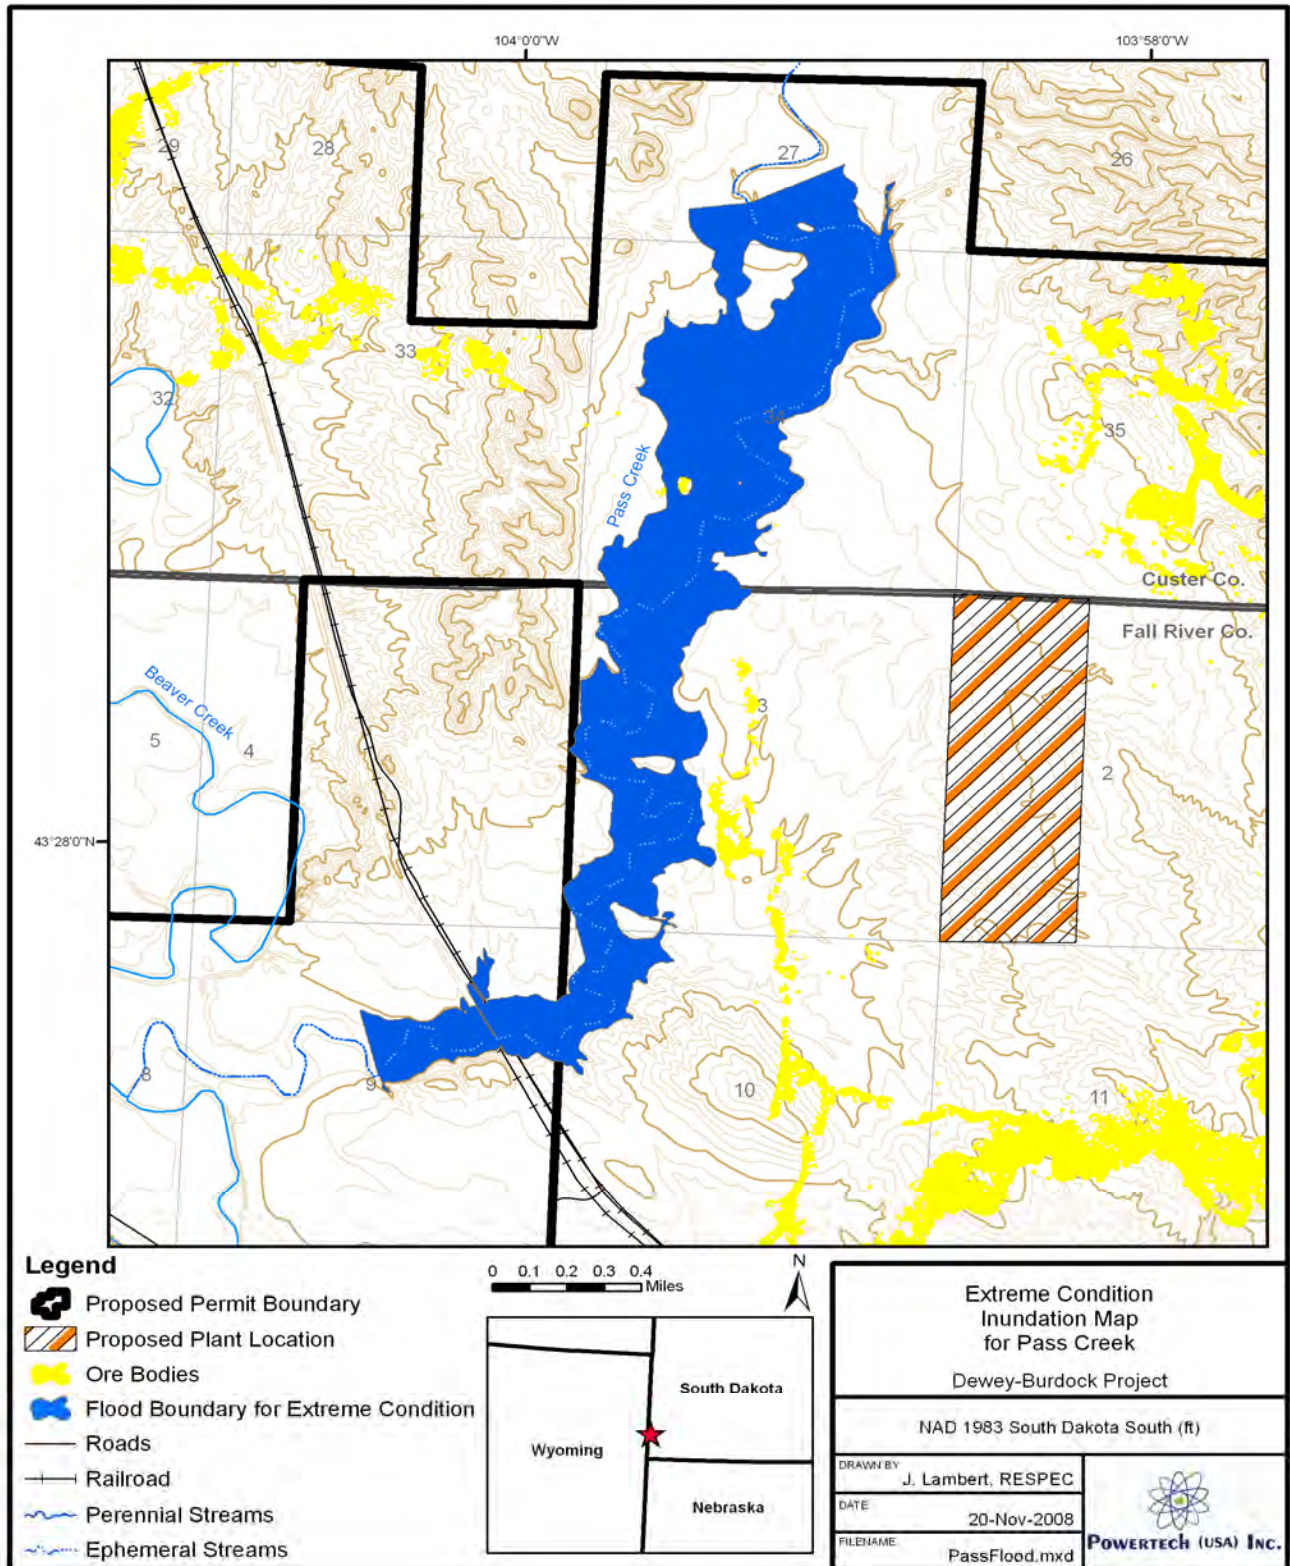 104°0'0"W
103°58'0"W
29
28
27
26
33
32
34
35
Pass Creek
Custer Co.
Fall River Co.
Beaver Creek
5
4
3
2
43°28'0"N
8
9
10
11
Legend
Proposed Permit Boundary
Proposed Plant Location
Ore Bodies
Flood Boundary for Extreme Condition
Roads
Railroad
Perennial Streams
Ephemeral Streams
0 0.1 0.2 0.3 0.4
Miles
N
South Dakota
Wyoming
Nebraska
Extreme Condition
Inundation Map
for Pass Creek
Dewey-Burdock Project
NAD 1983 South Dakota South (ft)
DRAWN BY
J. Lambert, RESPEC
DATE
20-Nov-2008
FILENAME
PassFlood.mxd
POWERTECH (USA) INC.